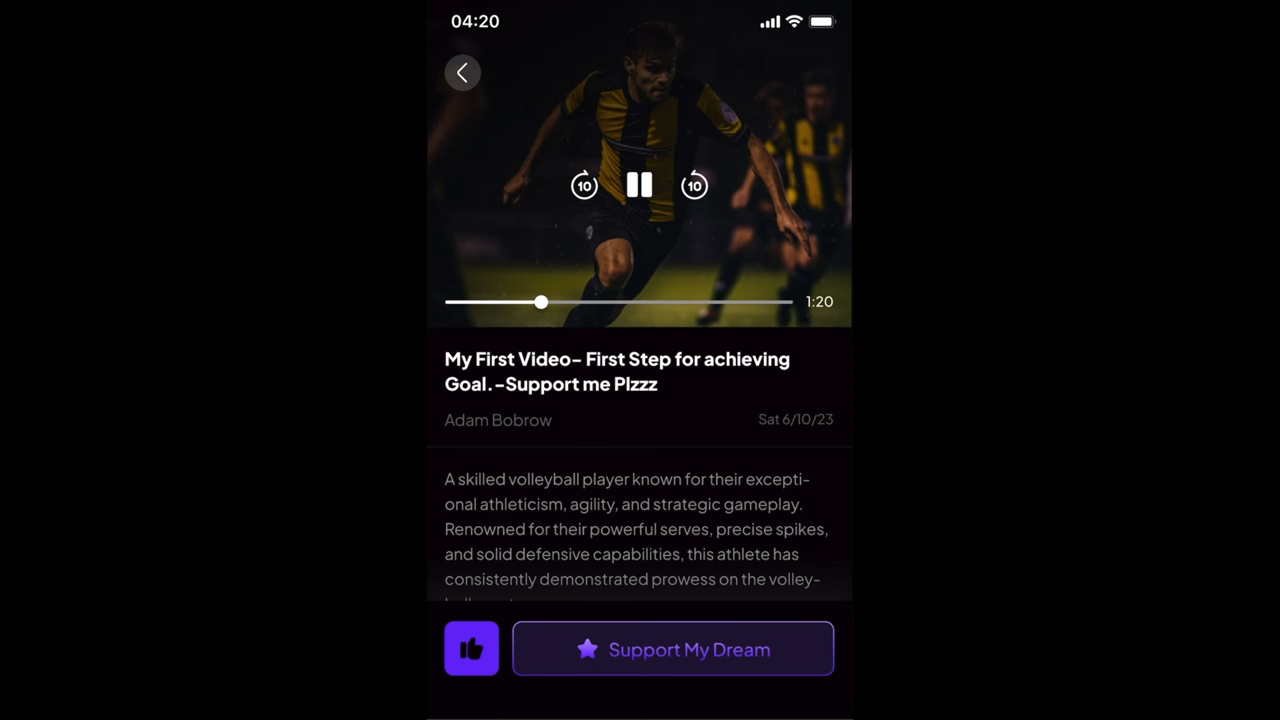 04:20
10
10
1:20
My First Video- First Step for achieving
Goal.-Support me Plzzz
Adam Bobrow
Sat 6/10/23
A skilled volleyball player known for their excepti-
onal athleticism, agility, and strategic gameplay.
Renowned for their powerful serves, precise spikes,
and solid defensive capabilities, this athlete has
consistently demonstrated prowess on the volley-
Support My Dream